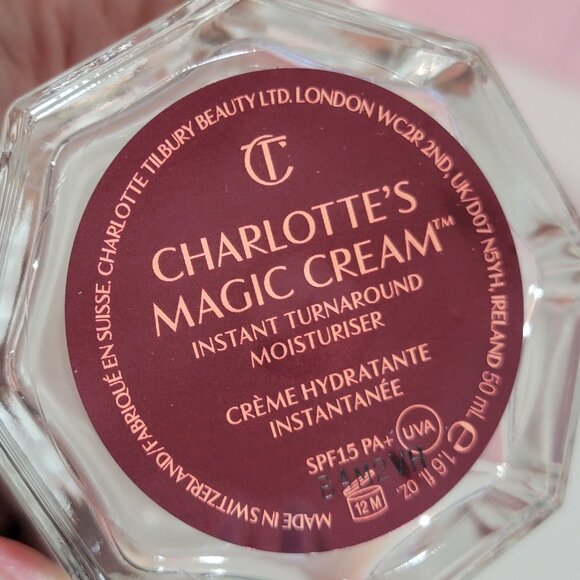 CT
CHARLOTTE'S
MAGIC CREAM™
INSTANT TURNAROUND
MOISTURISER
CRÈME HYDRATANTE
INSTANTANÉE
SPF15 PA+ UVA
12 M
MADE IN SWITZERLAND/FABRIQUÉ EN SUISSE. CHARLOTTE TILBURY BEAUTY LTD. LONDON WC2R 2ND, UK/D07 N5YH, IRELAND 50 mL e 1.6 fl. oz.